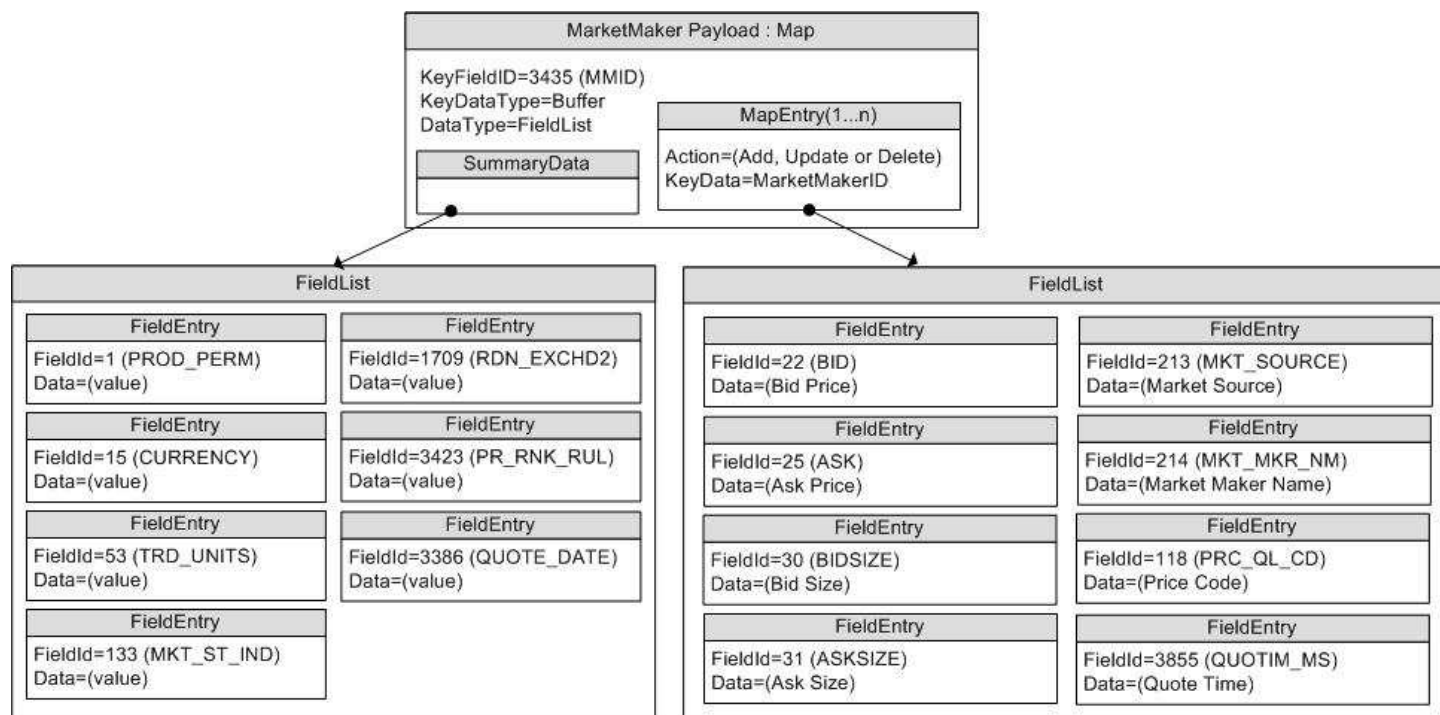 MarketMaker Payload : Map
KeyFieldID=3435 (MMID)
KeyDataType=Buffer
DataType=FieldList
SummaryData
MapEntry(1...n)
Action=(Add, Update or Delete)
KeyData=MarketMakerID
FieldList
FieldEntry
FieldId=1 (PROD_PERM)
Data=(value)
FieldEntry
FieldId=1709 (RDN_EXCHD2)
Data=(value)
FieldEntry
FieldId=15 (CURRENCY)
Data=(value)
FieldEntry
FieldId=3423 (PR_RNK_RUL)
Data=(value)
FieldEntry
FieldId=53 (TRD_UNITS)
Data=(value)
FieldEntry
FieldId=3386 (QUOTE_DATE)
Data=(value)
FieldEntry
FieldId=133 (MKT_ST_IND)
Data=(value)
FieldList
FieldEntry
FieldId=22 (BID)
Data=(Bid Price)
FieldEntry
FieldId=213 (MKT_SOURCE)
Data=(Market Source)
FieldEntry
FieldId=25 (ASK)
Data=(Ask Price)
FieldEntry
FieldId=214 (MKT_MKR_NM)
Data=(Market Maker Name)
FieldEntry
FieldId=30 (BIDSIZE)
Data=(Bid Size)
FieldEntry
FieldId=118 (PRC_QL_CD)
Data=(Price Code)
FieldEntry
FieldId=31 (ASKSIZE)
Data=(Ask Size)
FieldEntry
FieldId=3855 (QUOTIM_MS)
Data=(Quote Time)